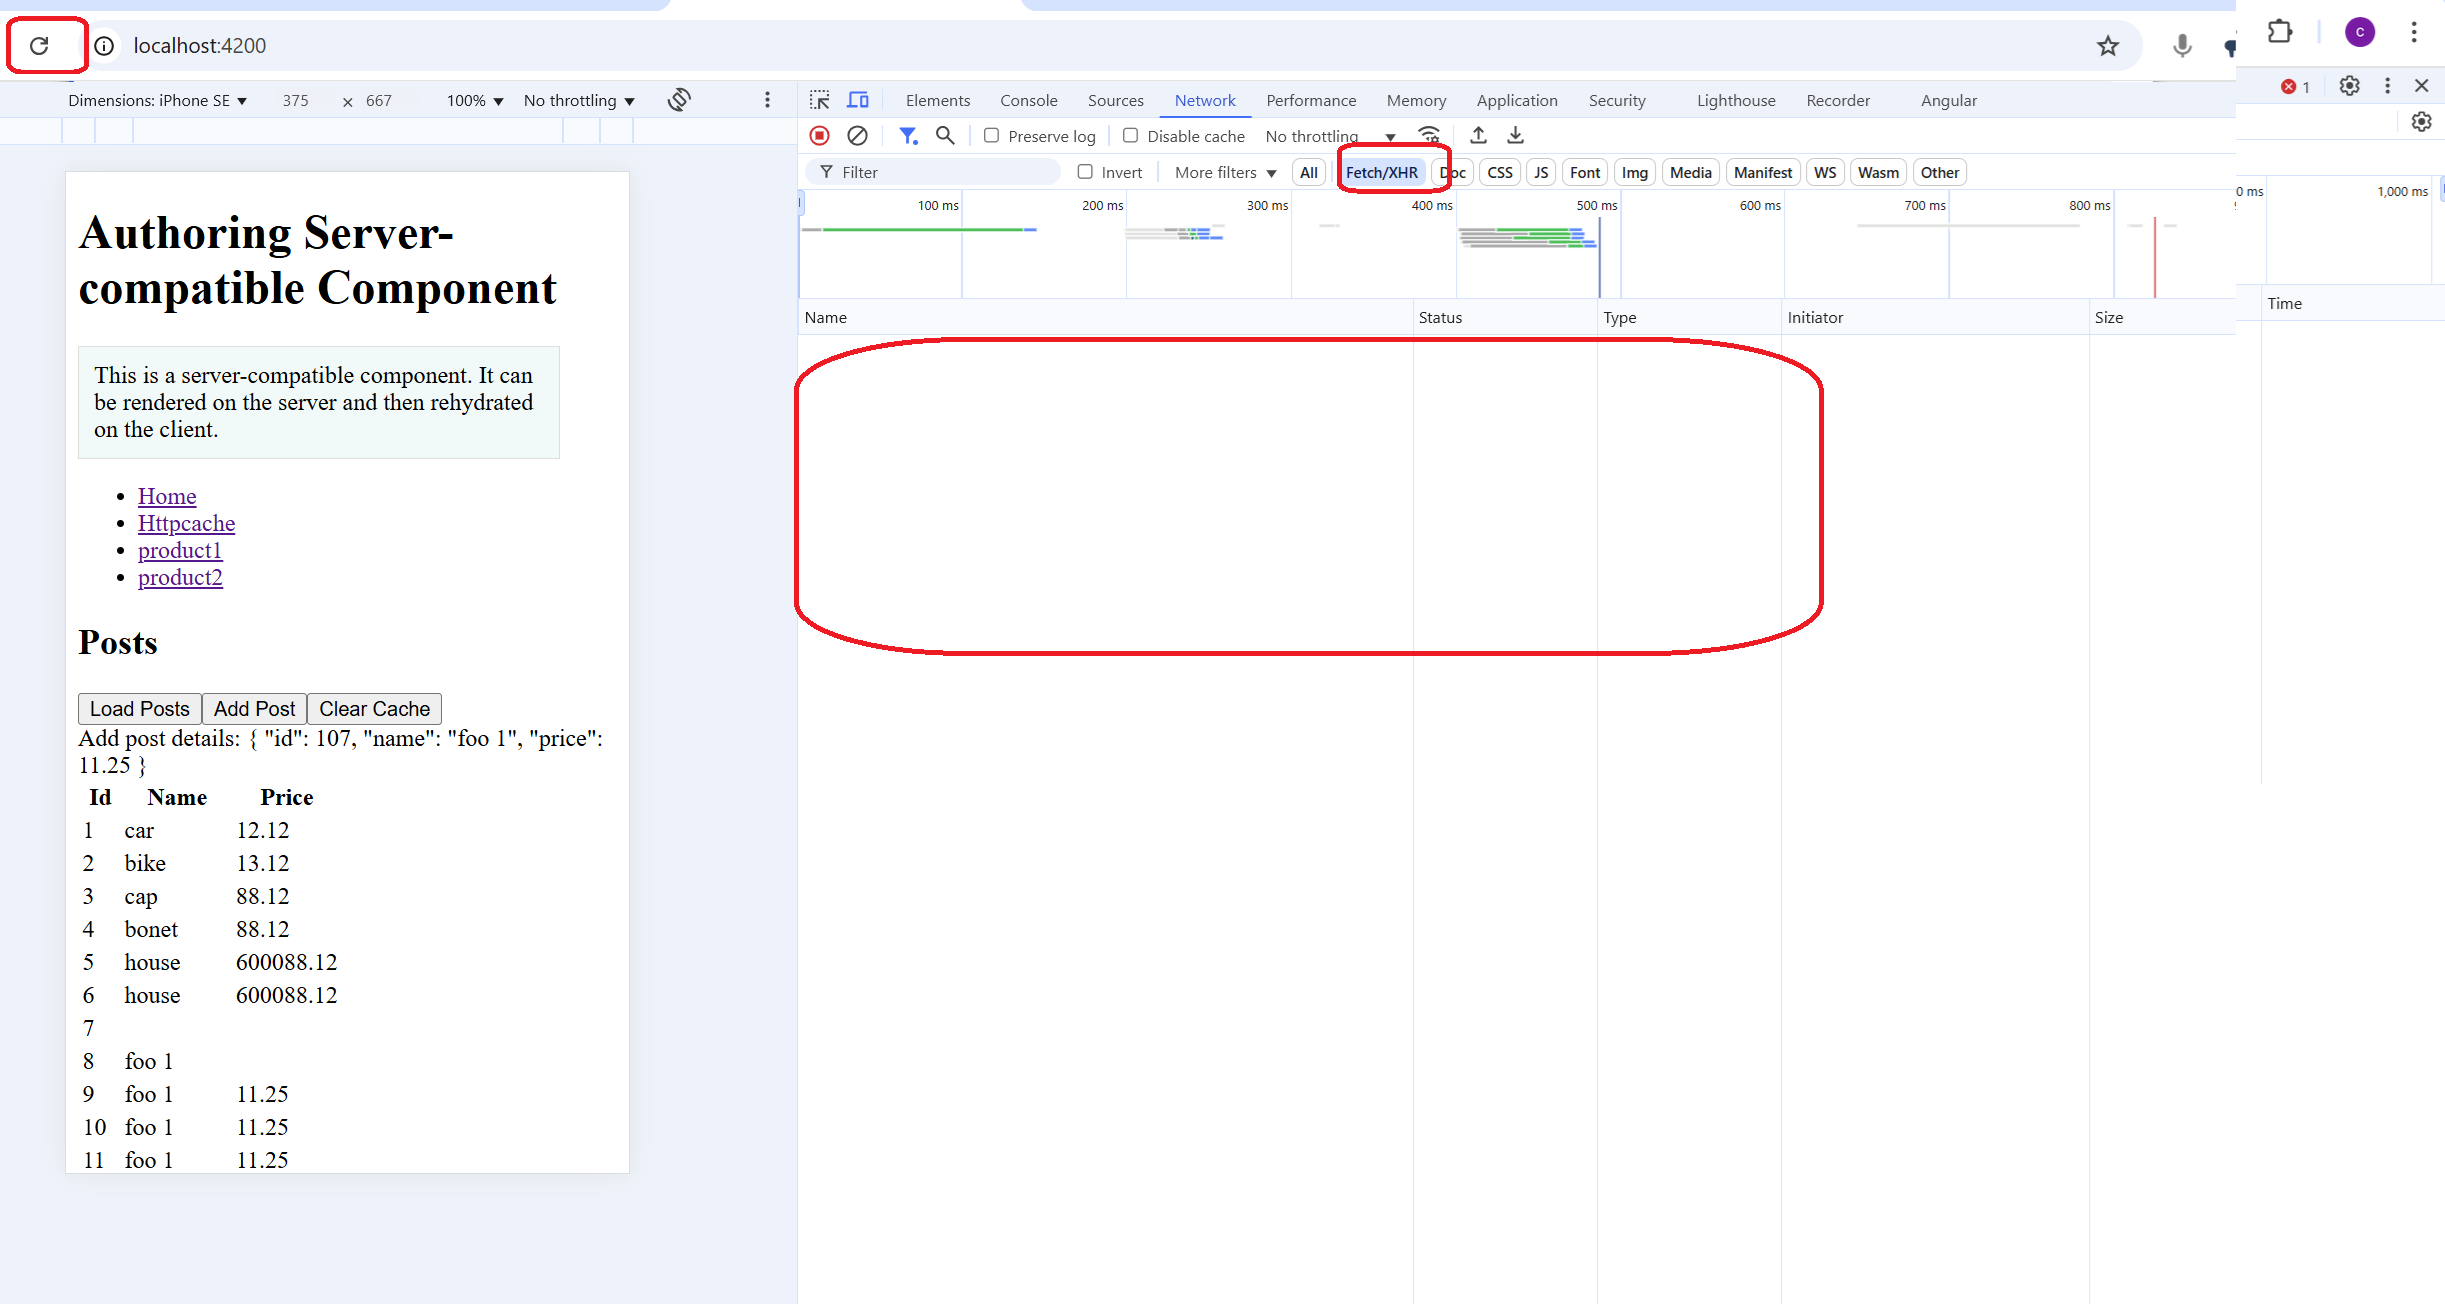 localhost:4200
c
Dimensions: iPhone SE 375 × 667 100% No throttling
Elements Console Sources Network Performance Memory Application Security Lighthouse Recorder Angular
1
Preserve log Disable cache No throttling
Filter Invert More filters All Fetch/XHR Doc CSS JS Font Img Media Manifest WS Wasm Other
100 ms 200 ms 300 ms 400 ms 500 ms 600 ms 700 ms 800 ms 0 ms 1,000 ms
Name Status Type Initiator Size Time
Authoring Server-
compatible Component
This is a server-compatible component. It can
be rendered on the server and then rehydrated
on the client.
Home
Httpcache
product1
product2
Posts
Load Posts Add Post Clear Cache
Add post details: { "id": 107, "name": "foo 1", "price":
11.25 }
Id Name Price
1 car 12.12
2 bike 13.12
3 cap 88.12
4 bonet 88.12
5 house 600088.12
6 house 600088.12
7
8 foo 1
9 foo 1 11.25
10 foo 1 11.25
11 foo 1 11.25